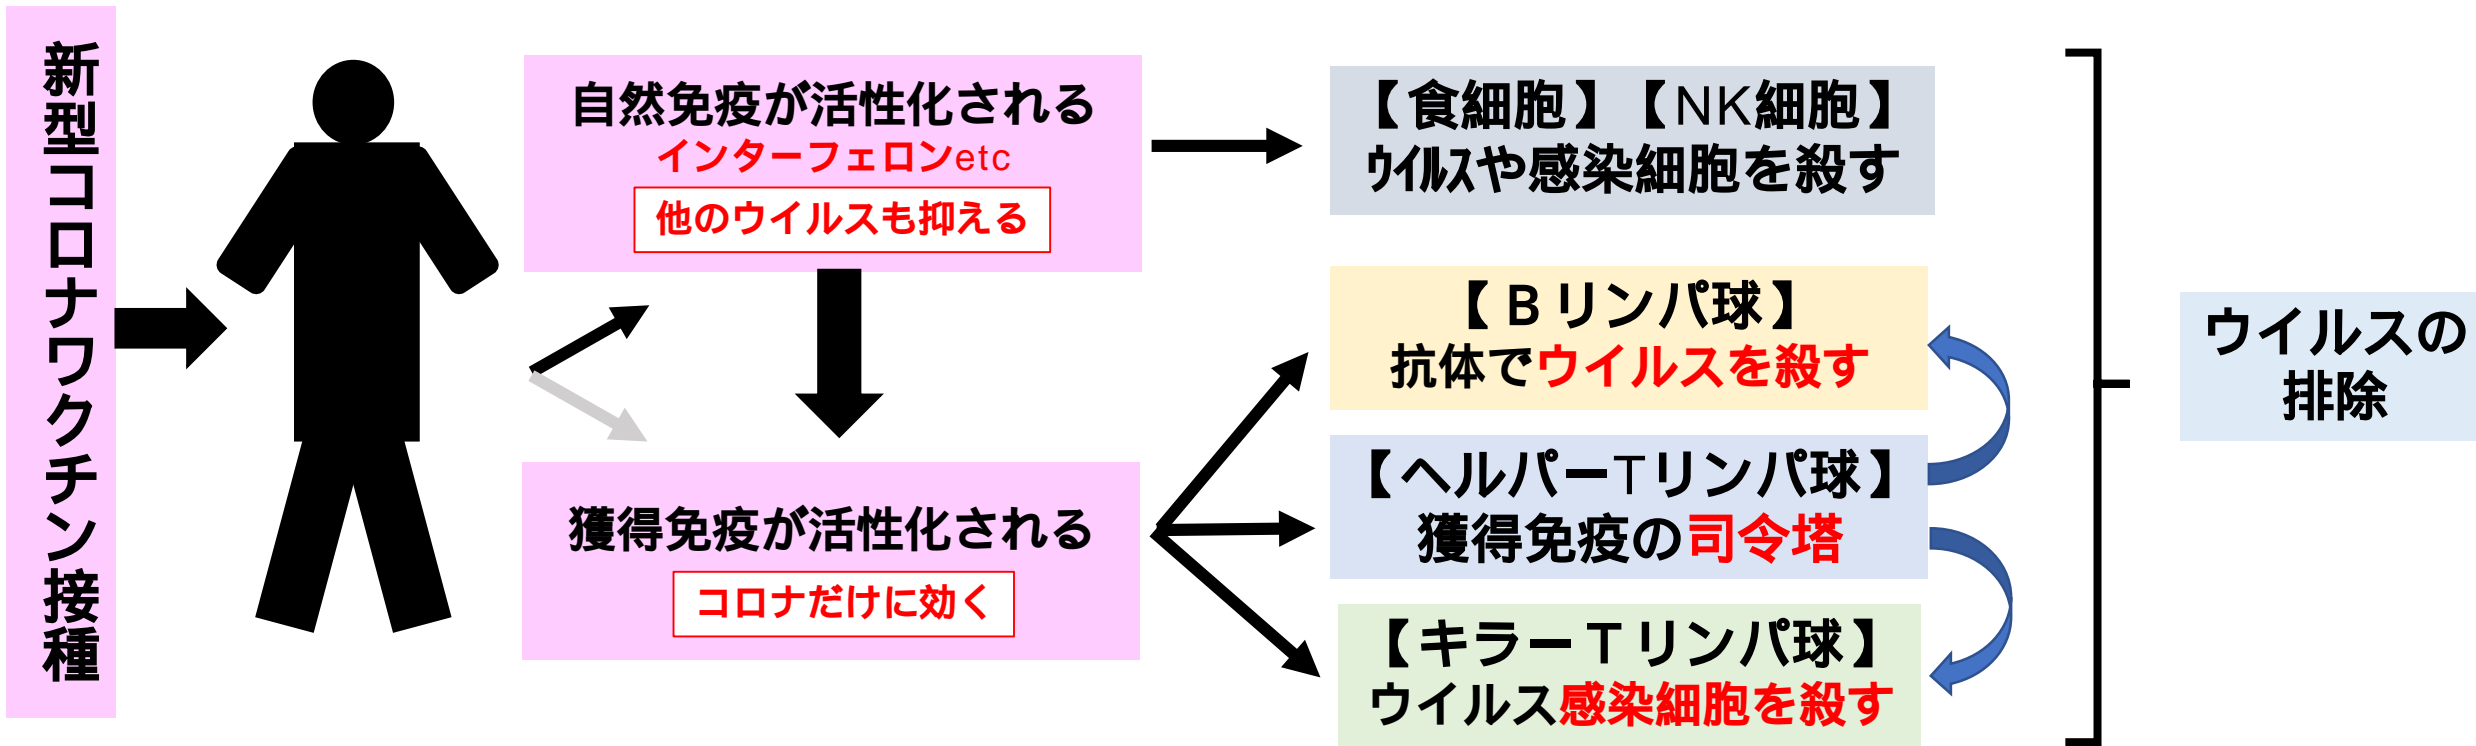 新型コロナワクチン接種
自然免疫が活性化される
インターフェロンetc
他のウイルスも抑える
獲得免疫が活性化される
コロナだけに効く
【食細胞】【NK細胞】
ｳｲﾙｽや感染細胞を殺す
【Bリンパ球】
抗体でウイルスを殺す
【ヘルパーTリンパ球】
獲得免疫の司令塔
【キラーTリンパ球】
ウイルス感染細胞を殺す
ウイルスの
排除